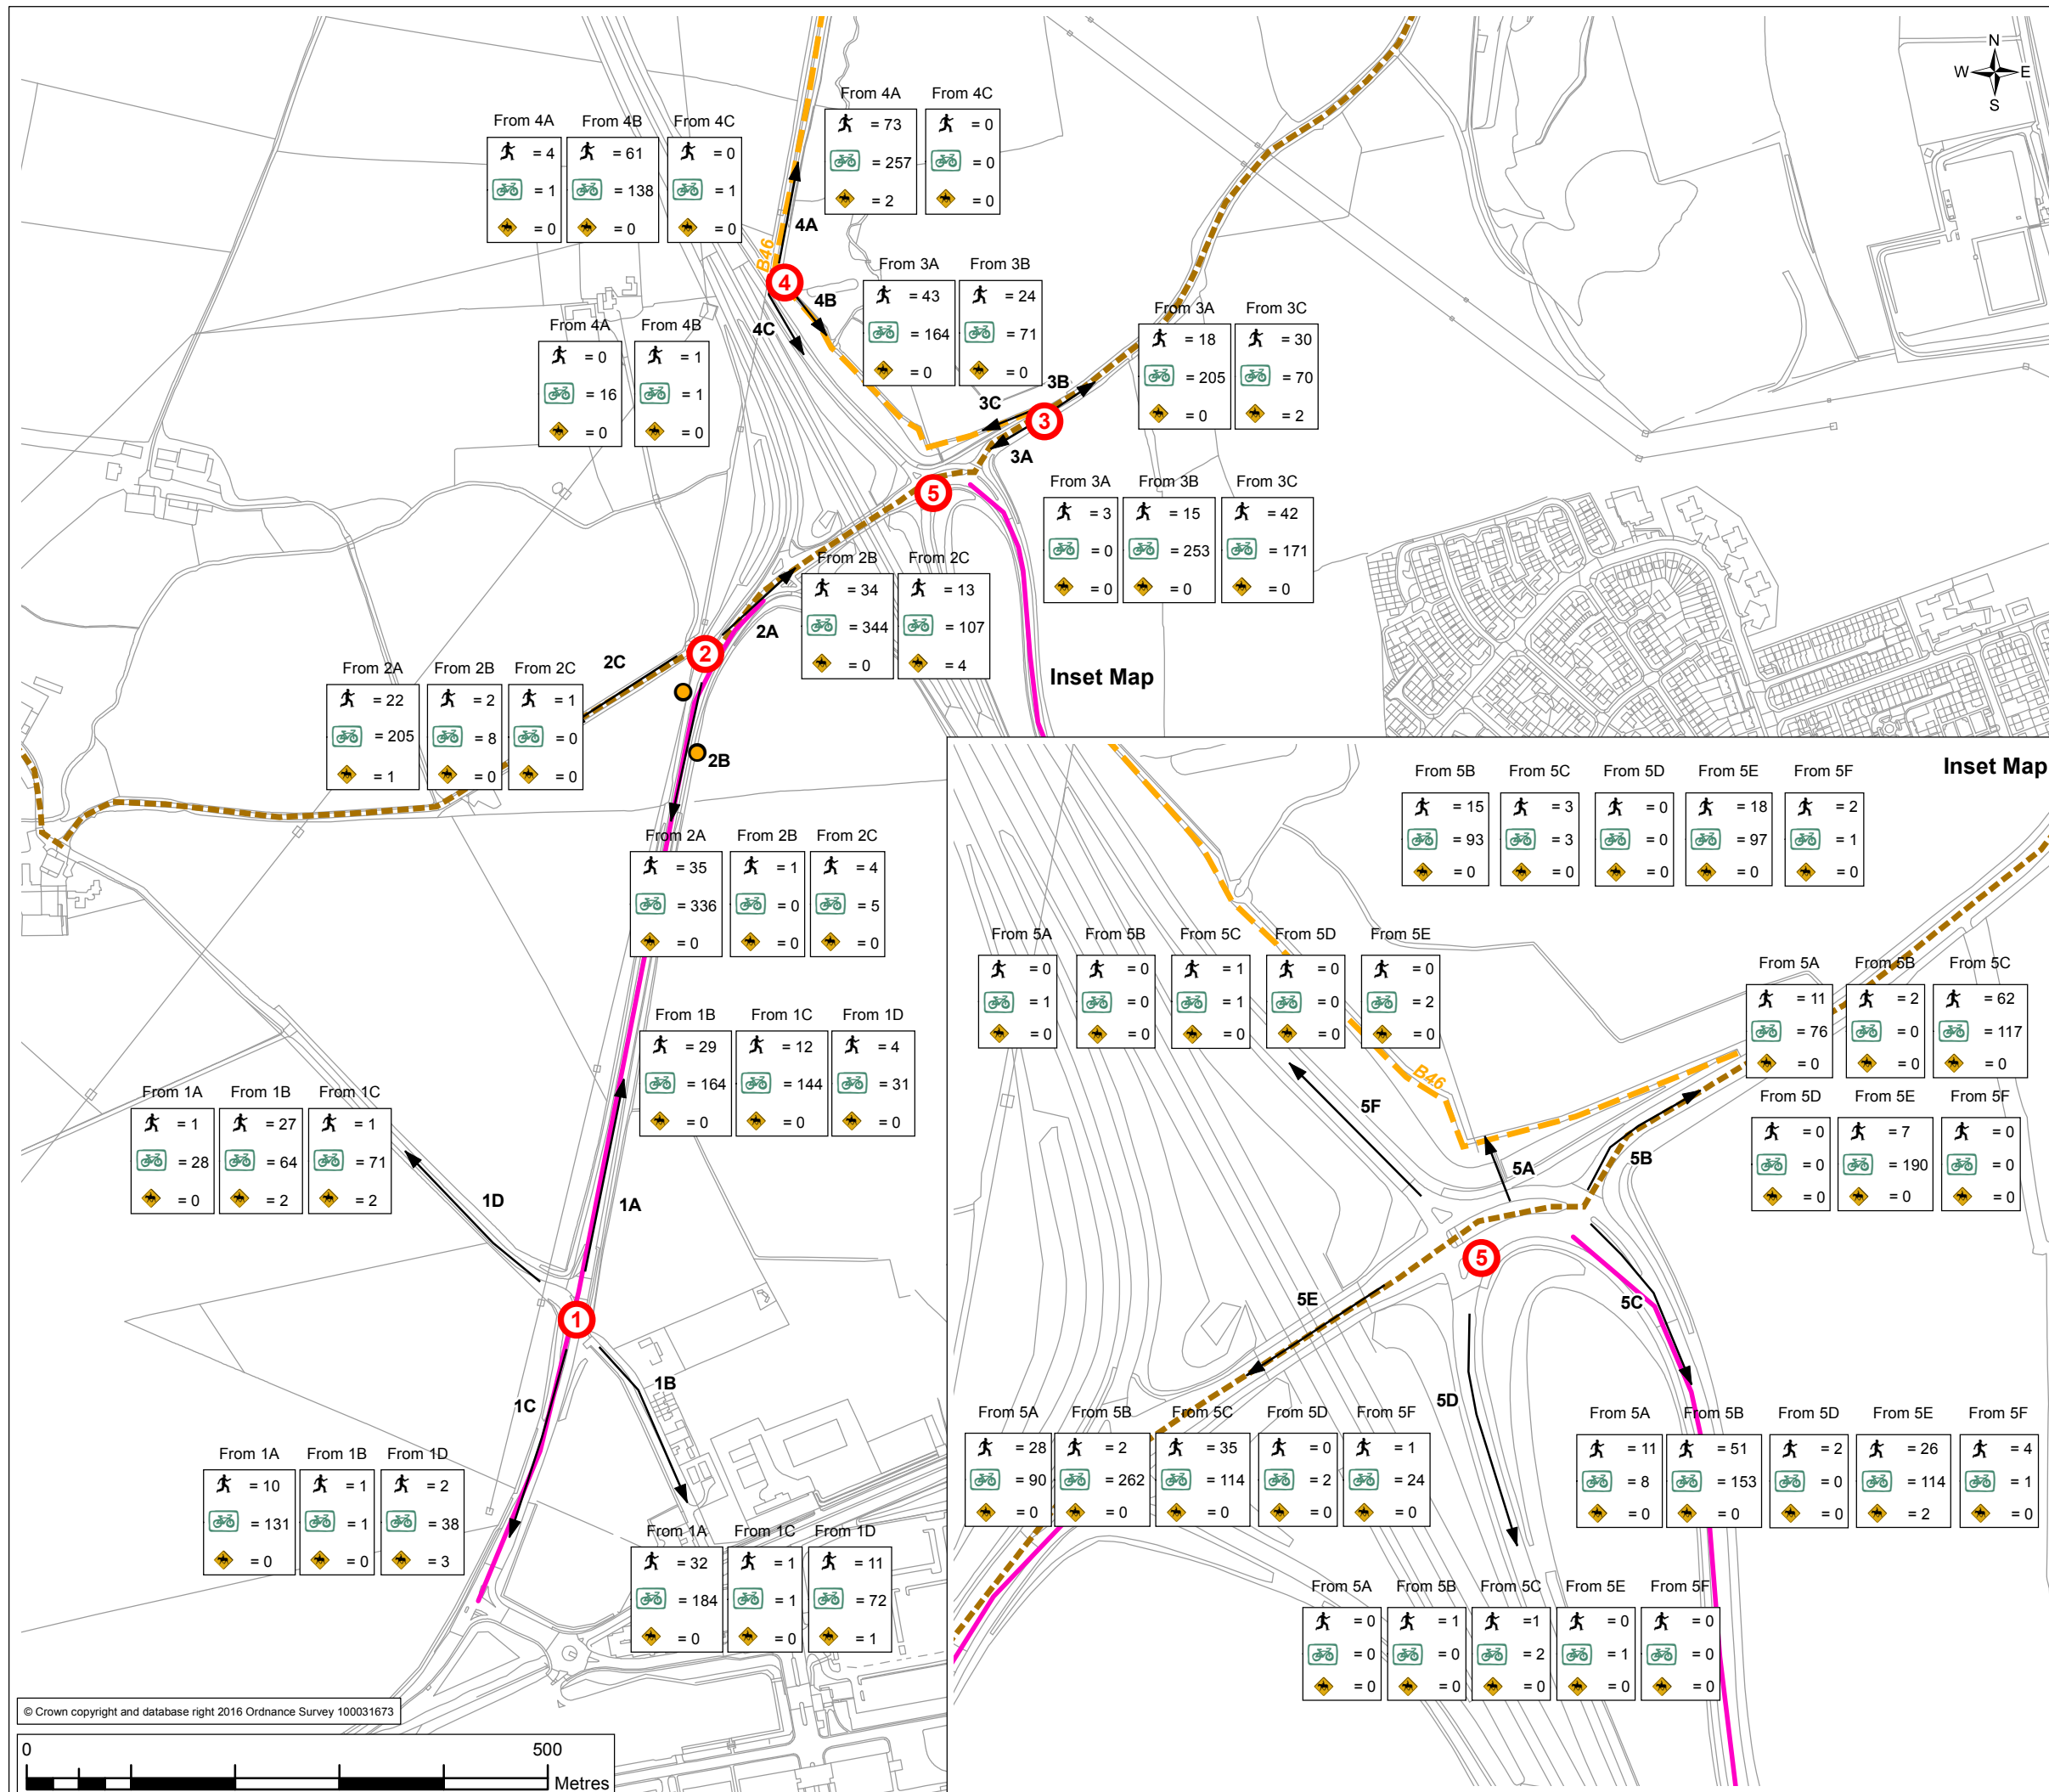 N
W E
S
From 4A From 4C
= 73 = 0
= 257 = 0
= 2 = 0
From 4A From 4B From 4C
= 4 = 61 = 0
= 1 = 138 = 1
= 0 = 0 = 0
4A
B46
4
4B
4C
From 3A From 3B
= 43 = 24
= 164 = 71
= 0 = 0
From 4A From 4B
= 0 = 1
= 16 = 1
= 0 = 0
From 3A From 3C
= 18 = 30
= 205 = 70
= 0 = 2
3B
3C
3
3A
5
From 3A From 3B From 3C
= 3 = 15 = 42
= 0 = 253 = 171
= 0 = 0 = 0
From 2B From 2C
= 34 = 13
= 344 = 107
= 0 = 4
2A
2
2C
From 2A From 2B From 2C
= 22 = 2 = 1
= 205 = 8 = 0
= 1 = 0 = 0
Inset Map
2B
From 2A From 2B From 2C
= 35 = 1 = 4
= 336 = 0 = 5
= 0 = 0 = 0
From 1B From 1C From 1D
= 29 = 12 = 4
= 164 = 144 = 31
= 0 = 0 = 0
From 1A From 1B From 1C
= 1 = 27 = 1
= 28 = 64 = 71
= 0 = 2 = 2
1D
1A
1
1B
1C
From 1A From 1B From 1D
= 10 = 1 = 2
= 131 = 1 = 38
= 0 = 0 = 3
From 1A From 1C From 1D
= 32 = 1 = 11
= 184 = 1 = 72
= 0 = 0 = 1
© Crown copyright and database right 2016 Ordnance Survey 100031673
0 500
Metres
Inset Map
From 5B From 5C From 5D From 5E From 5F
= 15 = 3 = 0 = 18 = 2
= 93 = 3 = 0 = 97 = 1
= 0 = 0 = 0 = 0 = 0
From 5A From 5B From 5C From 5D From 5E
= 0 = 0 = 1 = 0 = 0
= 1 = 0 = 1 = 0 = 2
= 0 = 0 = 0 = 0 = 0
From 5A From 5B From 5C
= 11 = 2 = 62
= 76 = 0 = 117
= 0 = 0 = 0
From 5D From 5E From 5F
= 0 = 7 = 0
= 0 = 190 = 0
= 0 = 0 = 0
B46
5F
5A
5B
5
5E
5C
5D
From 5A From 5B From 5C From 5D From 5F
= 28 = 2 = 35 = 0 = 1
= 90 = 262 = 114 = 2 = 24
= 0 = 0 = 0 = 0 = 0
From 5A From 5B From 5D From 5E From 5F
= 11 = 51 = 2 = 26 = 4
= 8 = 153 = 0 = 114 = 1
= 0 = 0 = 0 = 2 = 0
From 5A From 5B From 5C From 5E From 5F
= 0 = 1 = 1 = 0 = 0
= 0 = 0 = 2 = 1 = 0
= 0 = 0 = 0 = 0 = 0